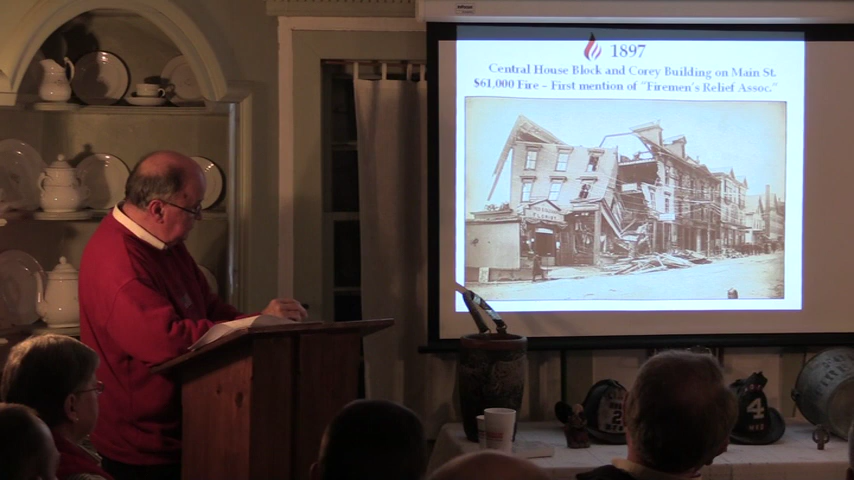 1897
Central House Block and Corey Building on Main St.
$61,000 Fire – First mention of "Firemen's Relief Assoc."
4